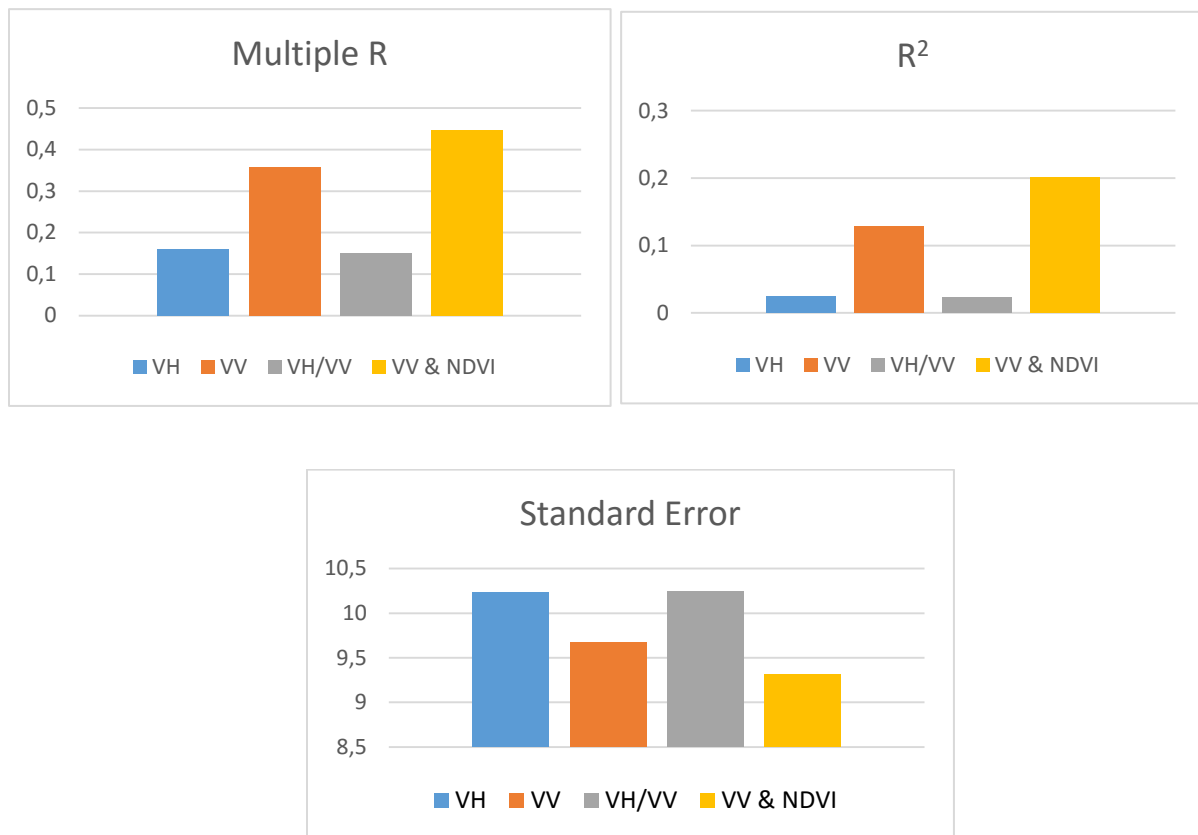 Multiple R
0,5
0,4
0,3
0,2
0,1
0
VH VV VH/VV VV & NDVI
R²
0,3
0,2
0,1
0
VH VV VH/VV VV & NDVI
Standard Error
10,5
10
9,5
9
8,5
VH VV VH/VV VV & NDVI